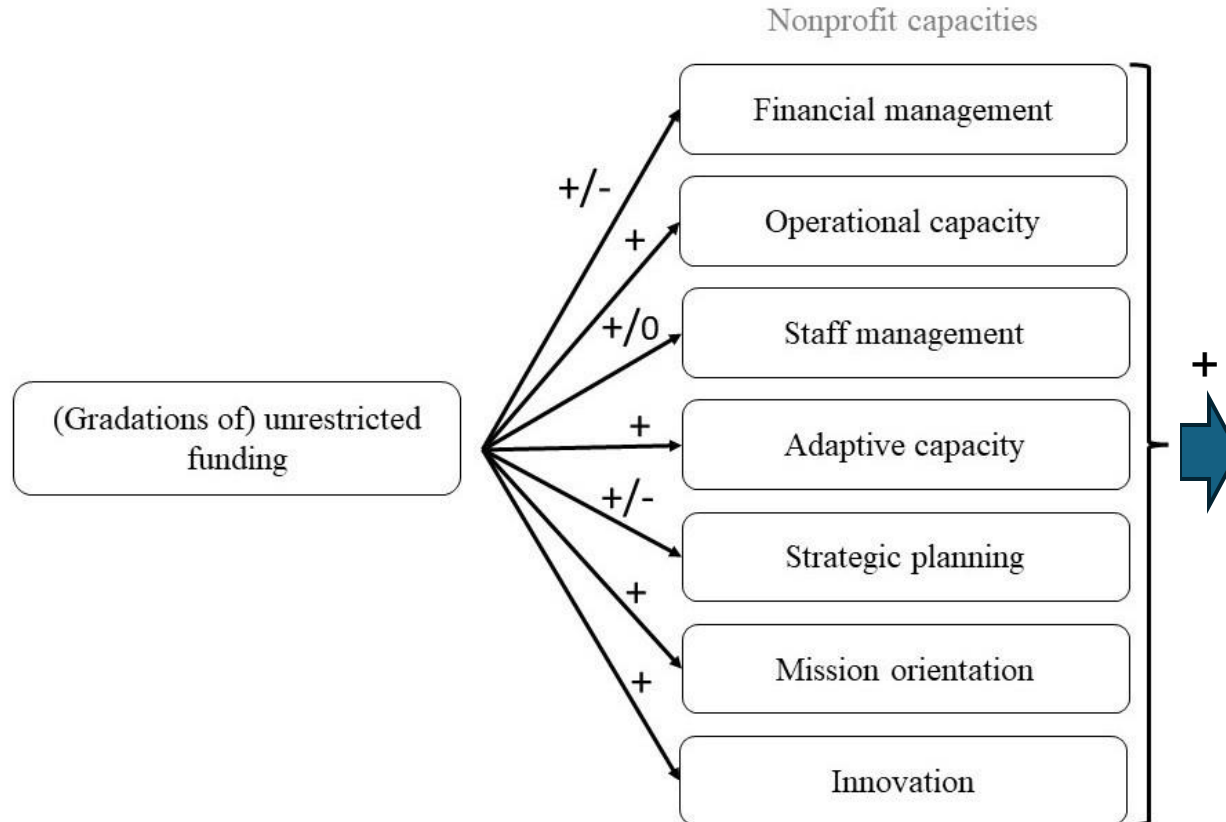 Nonprofit capacities
Financial management
+/-
Operational capacity
+
+/0
Staff management
+
(Gradations of) unrestricted
funding
+
Adaptive capacity
+/-
Strategic planning
+
Mission orientation
+
Innovation